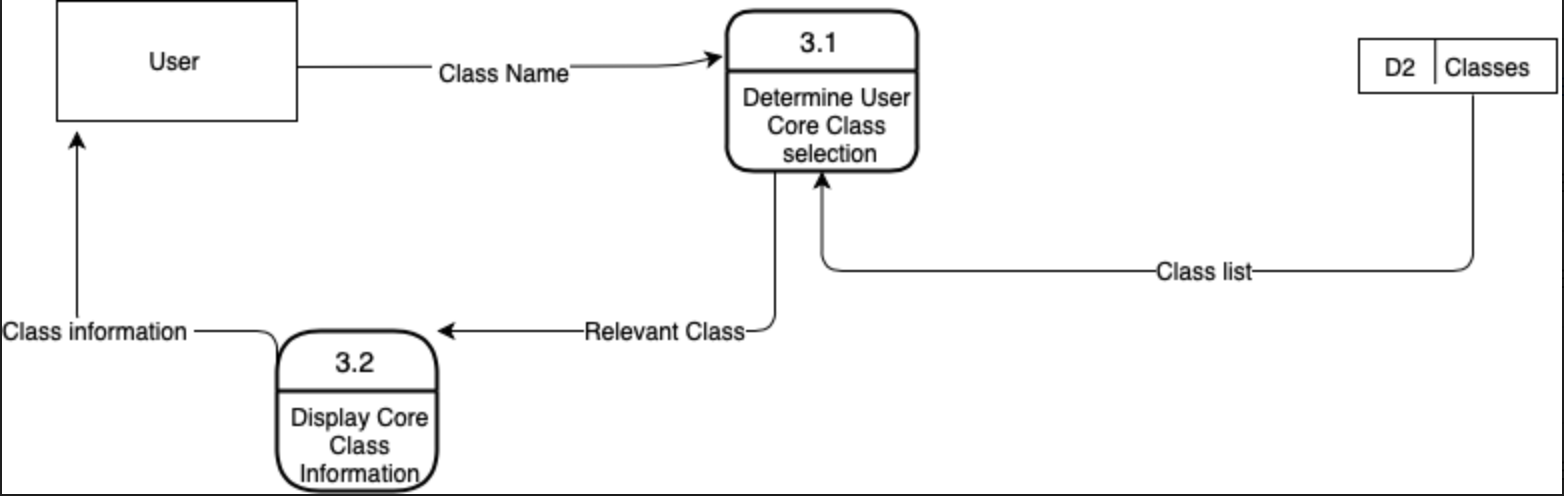 User
Class Name
3.1
Determine User
Core Class
selection
D2 Classes
Class list
Relevant Class
Class information
3.2
Display Core
Class
Information